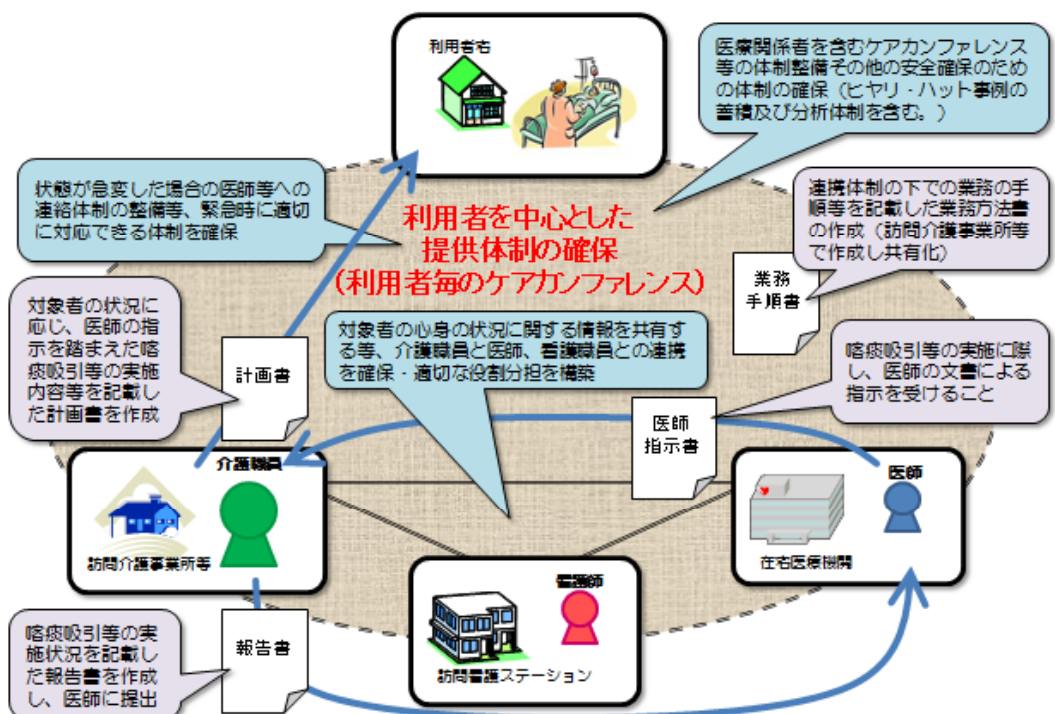 利用者宅
医療関係者を含むケアカンファレンス
等の体制整備その他の安全確保のため
の体制の確保（ヒヤリ・ハット事例の
蓄積及び分析体制を含む。）
状態が急変した場合の医師等への
連絡体制の整備等、緊急時に適切
に対応できる体制を確保
利用者を中心とした
提供体制の確保
（利用者毎のケアカンファレンス）
連携体制の下での業務の手
順等を記載した業務方法書
の作成（訪問介護事業所等
で作成し共有化）
業務
手順書
対象者の状況に
応じ、医師の指
示を踏まえた喀
痰吸引等の実施
内容等を記載し
た計画書を作成
計画書
対象者の心身の状況に関する情報を共有す
る等、介護職員と医師、看護職員との連携
を確保・適切な役割分担を構築
喀痰吸引等の実施に際
し、医師の文書による
指示を受けること
医師
指示書
介護職員
訪問介護事業所等
医師
在宅医療機関
看護師
訪問看護ステーション
喀痰吸引等の実
施状況を記載し
た報告書を作成
し、医師に提出
報告書